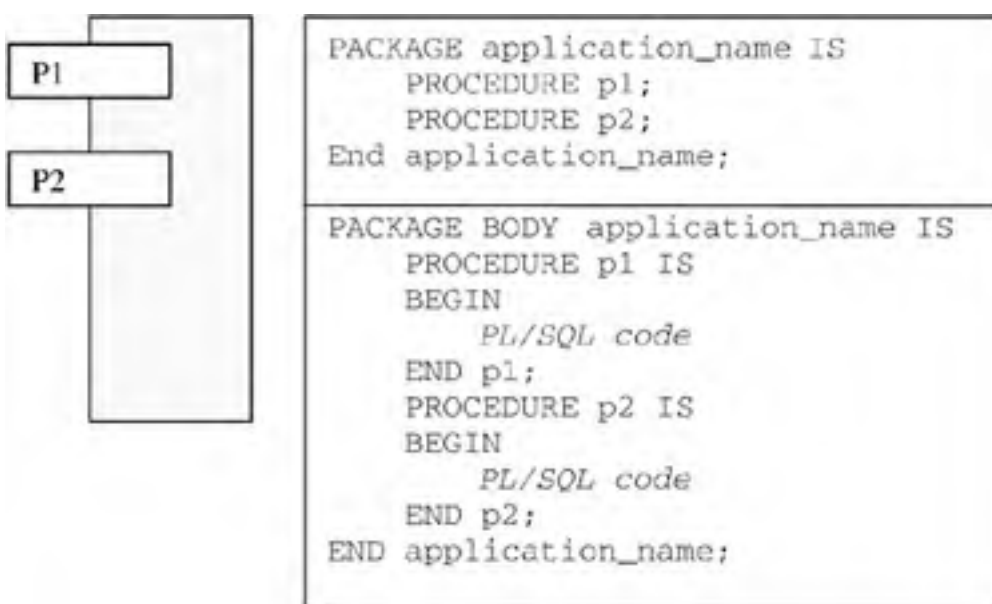 P1
P2
PACKAGE application_name IS
PROCEDURE p1;
PROCEDURE p2;
End application_name;
PACKAGE BODY application_name IS
PROCEDURE p1 IS
BEGIN
PL/SQL code
END p1;
PROCEDURE p2 IS
BEGIN
PL/SQL code
END p2;
END application_name;